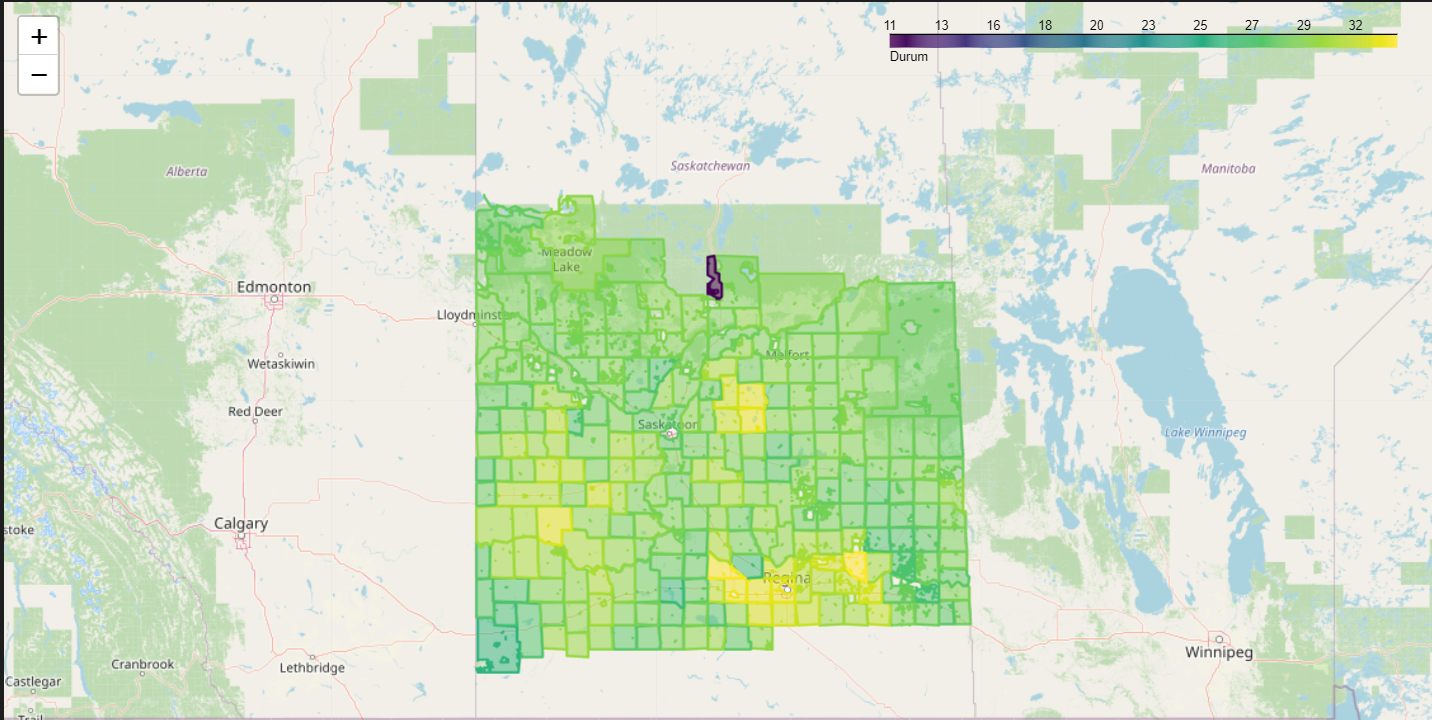 +
−
11 13 16 18 20 23 25 27 29 32
Durum
Saskatchewan
Alberta
Manitoba
Meadow
Lake
Edmonton
Lloydminste
Wetaskiwin
Melfort
Red Deer
Saskatoon
Lake Winnipeg
Calgary
stoke
Regina
Winnipeg
Cranbrook
Lethbridge
Castlegar
Trail